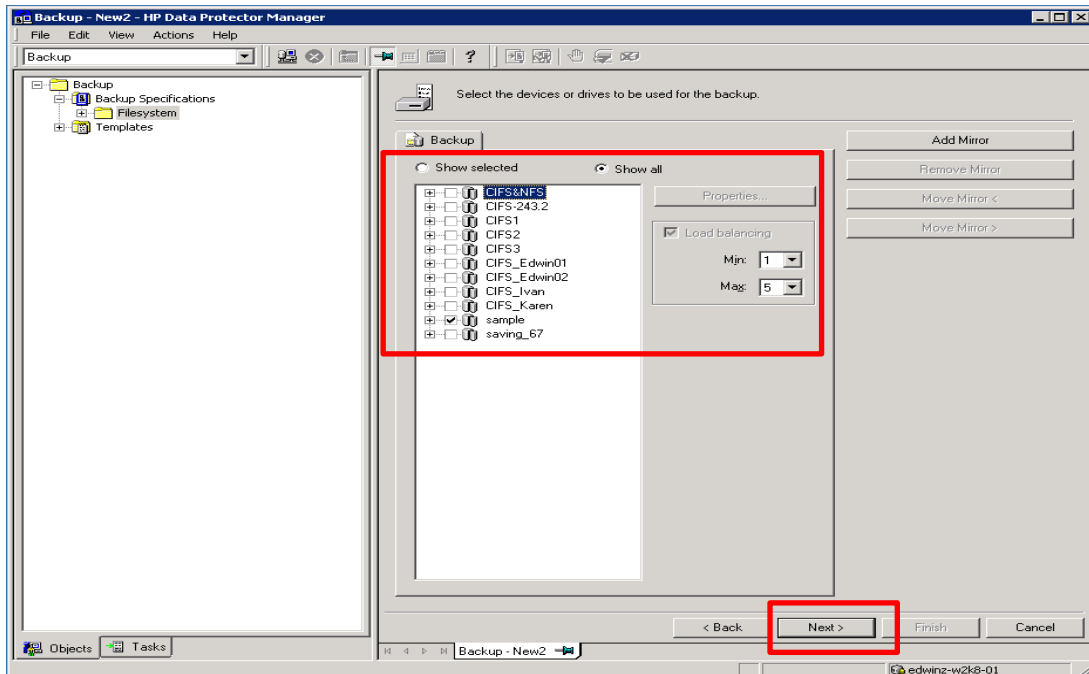 Backup - New2 - HP Data Protector Manager
File Edit View Actions Help
Backup
Backup
Backup Specifications
Filesystem
Templates
Select the devices or drives to be used for the backup.
Backup
Show selected Show all
CIFS&NFS
CIFS-243.2
CIFS1
CIFS2
CIFS3
CIFS_Edwin01
CIFS_Edwin02
CIFS_Ivan
CIFS_Karen
sample
saving_67
Properties...
Load balancing
Min: 1
Max: 5
Add Mirror
Remove Mirror
Move Mirror <
Move Mirror >
< Back Next > Finish Cancel
Objects Tasks
Backup - New2
edwinz-w2k8-01